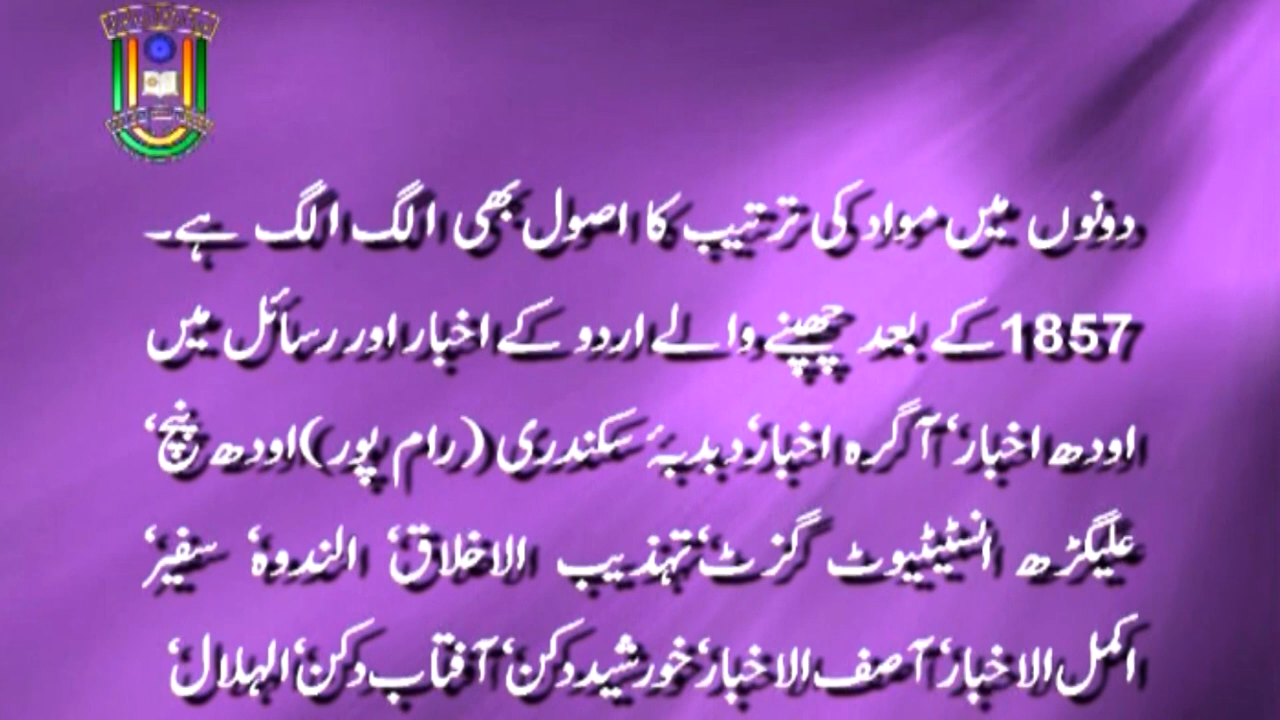 دونوں میں مواد کی ترتیب کا اصول بھی الگ الگ ہے۔
1857 کے بعد چھپنے والے اردو کے اخبار اور رسائل میں
اودھ اخبار‘ آگرہ اخبار‘ دبدبۂ سکندری (رام پور) اودھ پنچ‘
علیگڑھ انسٹیٹیوٹ گزٹ‘ تہذیب الاخلاق‘ الندوہ‘ سفیر‘
اکمل الاخبار‘ آصف الاخبار‘ خورشید دکن‘ آفتاب دکن‘ الہلال‘